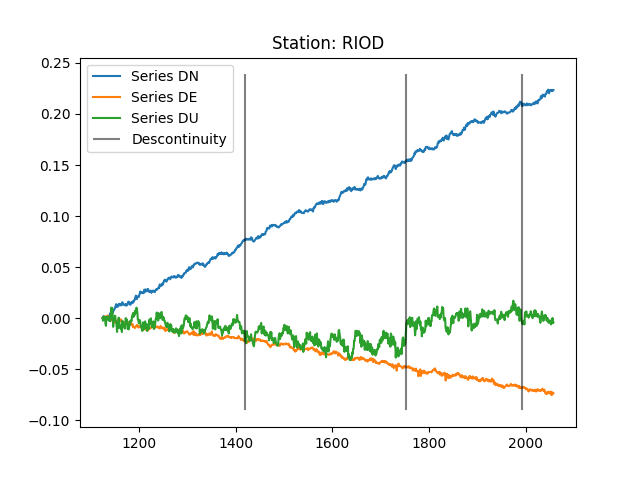 Station: RIOD
0.25
0.20
0.15
0.10
0.05
0.00
−0.05
−0.10
Series DN
Series DE
Series DU
Descontinuity
1200 1400 1600 1800 2000